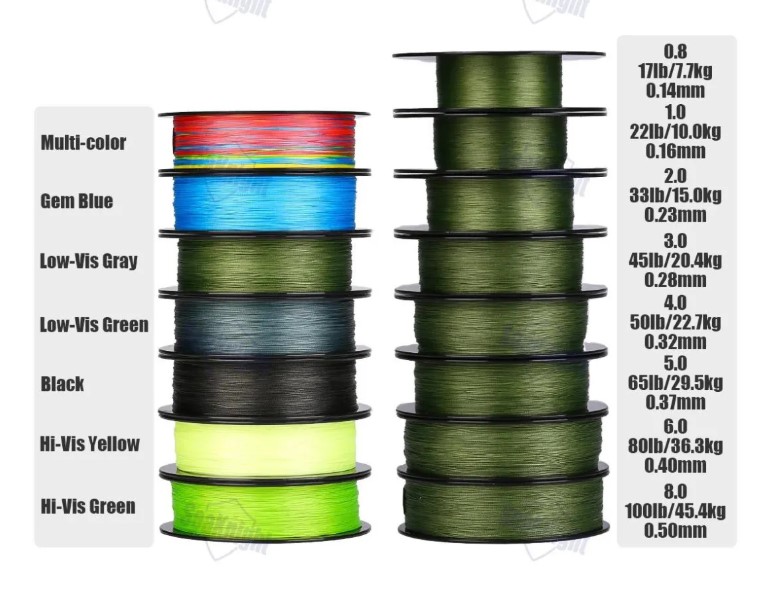 Multi-color
Gem Blue
Low-Vis Gray
Low-Vis Green
Black
Hi-Vis Yellow
Hi-Vis Green
0.8
17lb/7.7kg
0.14mm
1.0
22lb/10.0kg
0.16mm
2.0
33lb/15.0kg
0.23mm
3.0
45lb/20.4kg
0.28mm
4.0
50lb/22.7kg
0.32mm
5.0
65lb/29.5kg
0.37mm
6.0
80lb/36.3kg
0.40mm
8.0
100lb/45.4kg
0.50mm